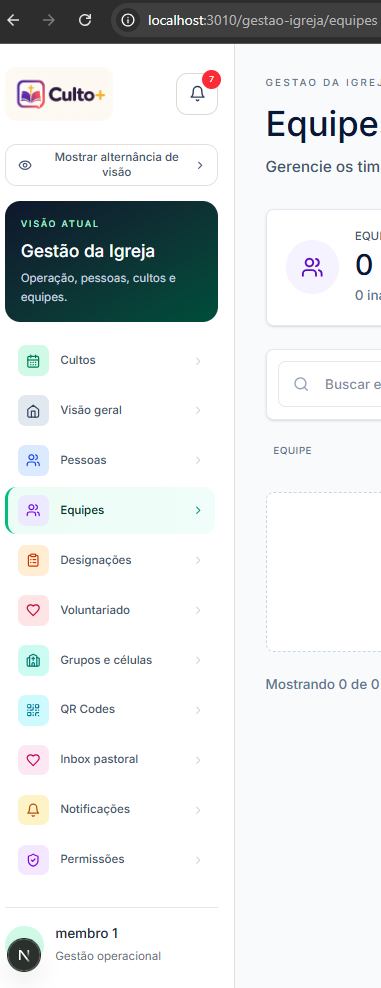 localhost:3010/gestao-igreja/equipes
Culto+
7
Mostrar alternância de
visão
VISÃO ATUAL
Gestão da Igreja
Operação, pessoas, cultos e
equipes.
Cultos
Visão geral
Pessoas
Equipes
Designações
Voluntariado
Grupos e células
QR Codes
Inbox pastoral
Notificações
Permissões
membro 1
Gestão operacional
N
GESTAO DA IGREJ
Equipe
Gerencie os tim
EQUI
0
0 ina
Buscar e
EQUIPE
Mostrando 0 de 0